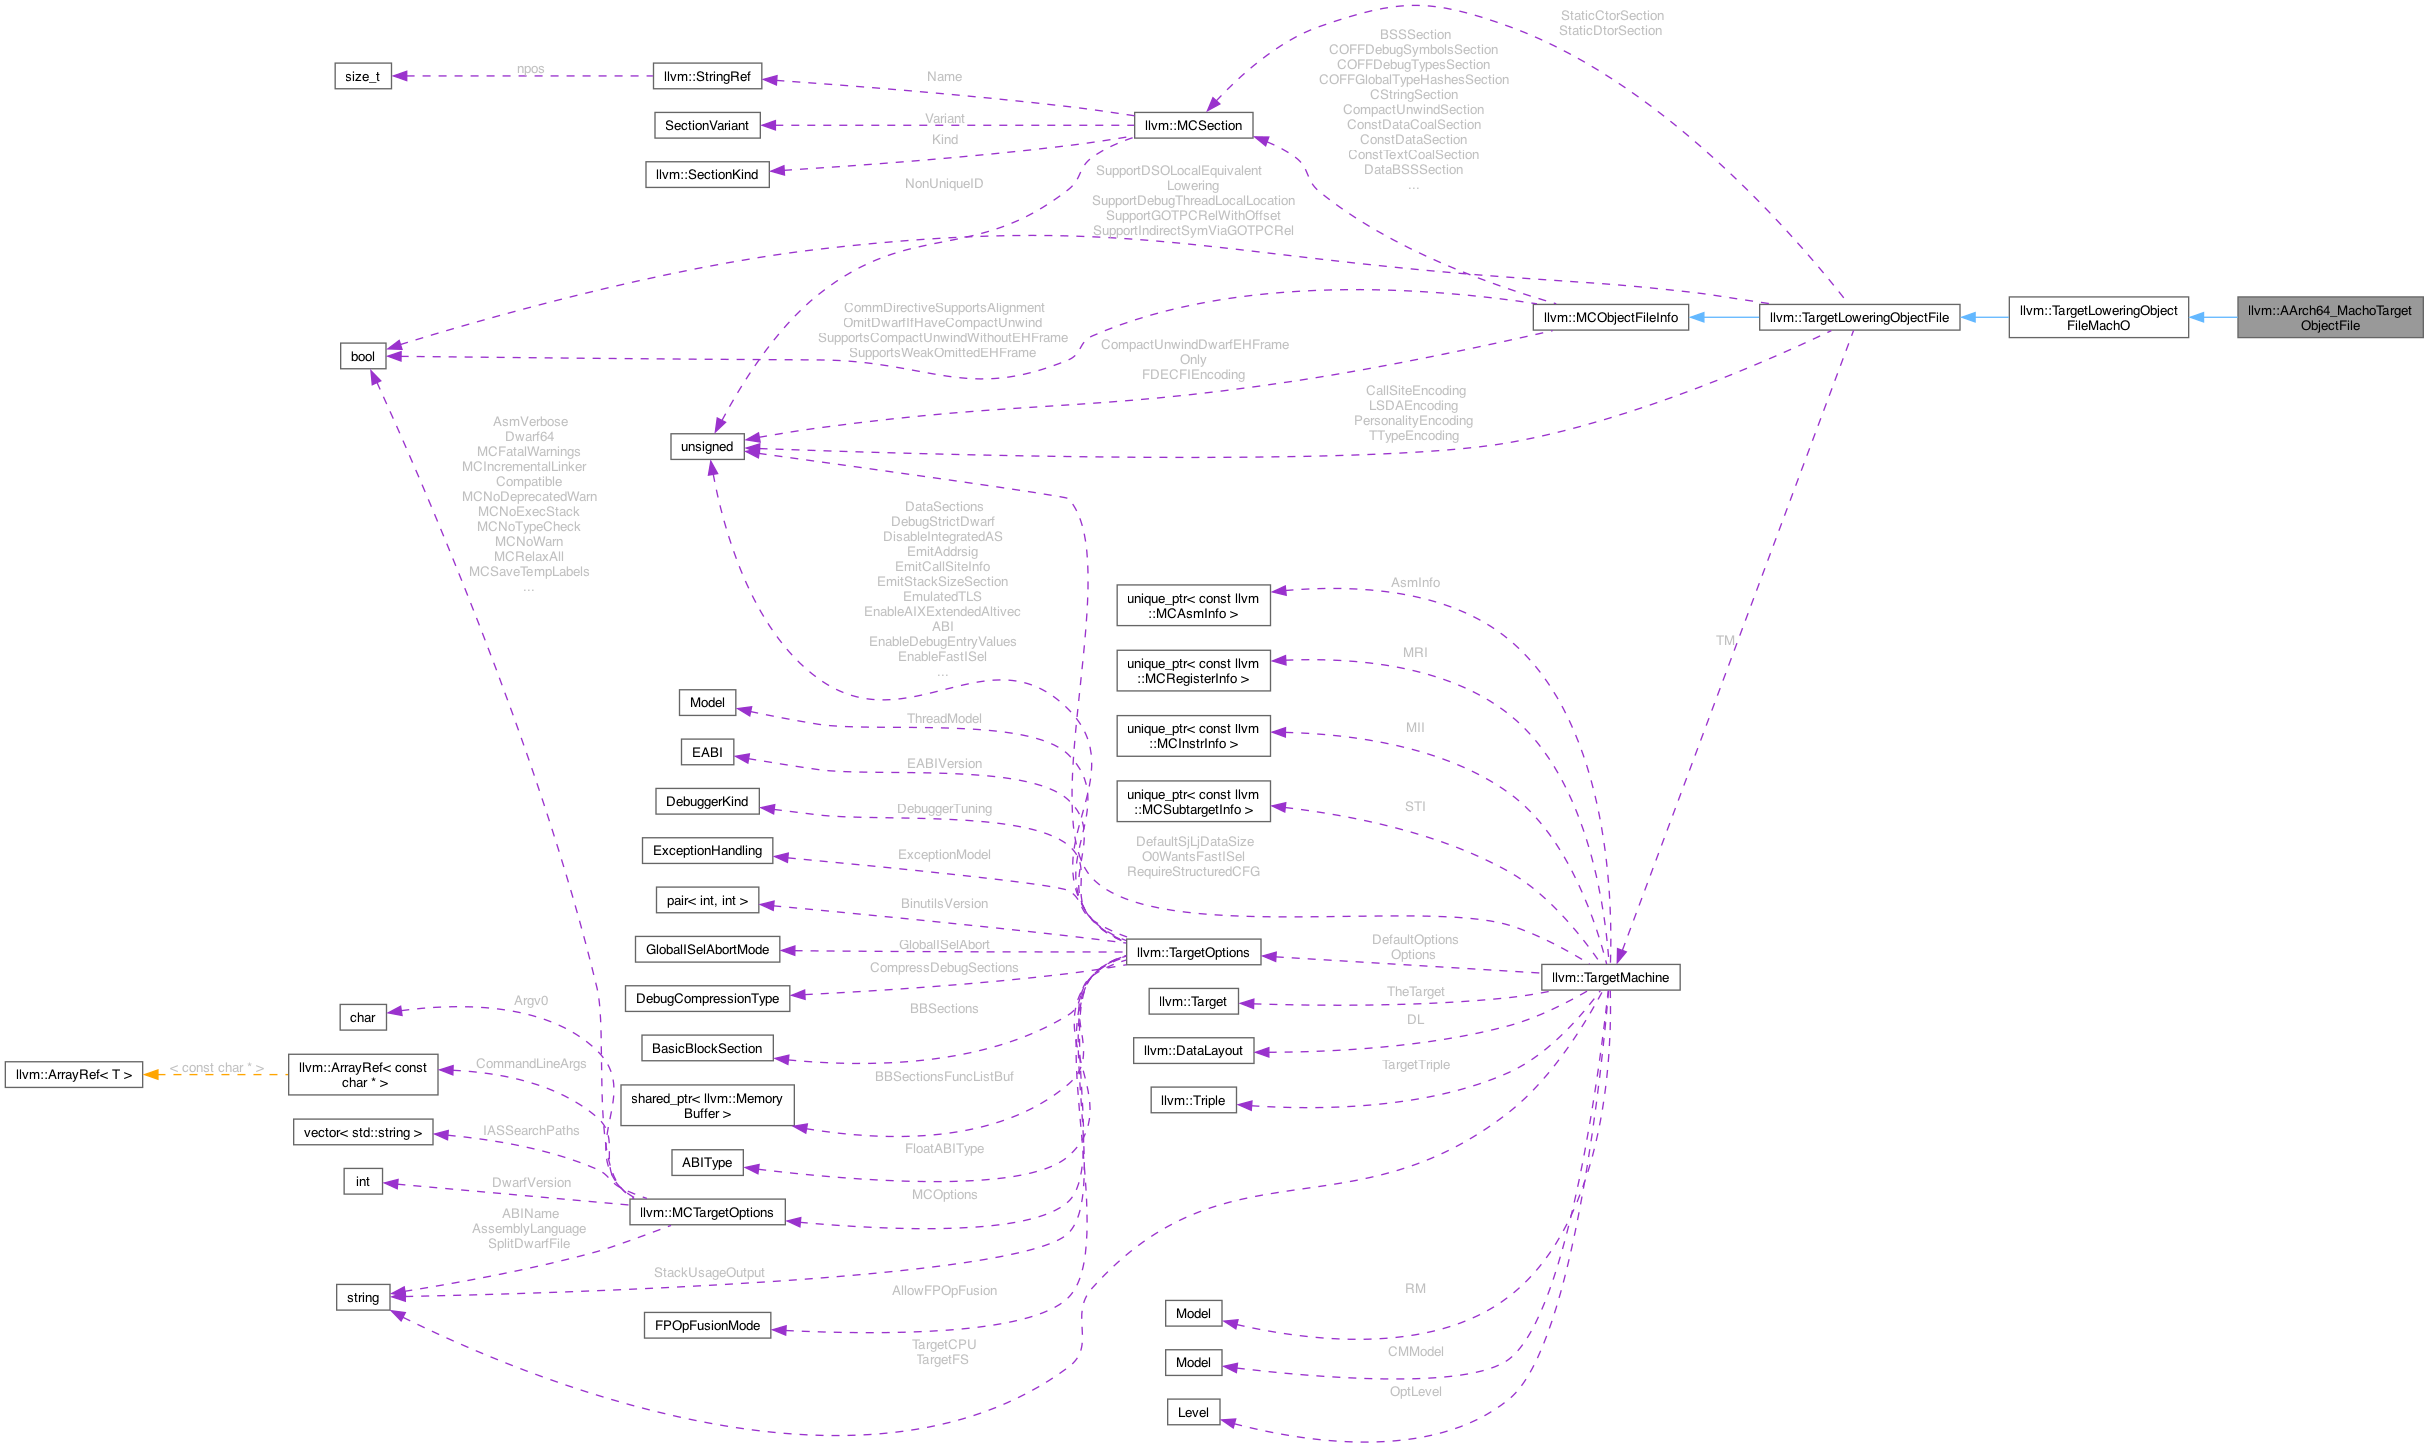 StaticCtorSection
StaticDtorSection
BSSSection
COFFDebugSymbolsSection
COFFDebugTypesSection
COFFGlobalTypeHashesSection
CStringSection
CompactUnwindSection
ConstDataCoalSection
ConstDataSection
ConstTextCoalSection
DataBSSSection
...
size_t
npos
llvm::StringRef
Name
SectionVariant
Variant
llvm::MCSection
Kind
llvm::SectionKind
NonUniqueID
SupportDSOLocalEquivalent
Lowering
SupportDebugThreadLocalLocation
SupportGOTPCRelWithOffset
SupportIndirectSymViaGOTPCRel
CommDirectiveSupportsAlignment
OmitDwarfIfHaveCompactUnwind
SupportsCompactUnwindWithoutEHFrame
SupportsWeakOmittedEHFrame
llvm::MCObjectFileInfo
llvm::TargetLoweringObjectFile
llvm::TargetLoweringObject
FileMachO
llvm::AArch64_MachoTarget
ObjectFile
bool
CompactUnwindDwarfEHFrame
Only
FDECFIEncoding
CallSiteEncoding
LSDAEncoding
PersonalityEncoding
TTypeEncoding
unsigned
AsmVerbose
Dwarf64
MCFatalWarnings
MCIncrementalLinker
Compatible
MCNoDeprecatedWarn
MCNoExecStack
MCNoTypeCheck
MCNoWarn
MCRelaxAll
MCSaveTempLabels
...
DataSections
DebugStrictDwarf
DisableIntegratedAS
EmitAddrsig
EmitCallSiteInfo
EmitStackSizeSection
EmulatedTLS
EnableAIXExtendedAltivec
ABI
EnableDebugEntryValues
EnableFastISel
...
unique_ptr< const llvm
::MCAsmInfo >
AsmInfo
unique_ptr< const llvm
::MCRegisterInfo >
MRI
TM
unique_ptr< const llvm
::MCInstrInfo >
MII
unique_ptr< const llvm
::MCSubtargetInfo >
STI
Model
ThreadModel
EABI
EABIVersion
DebuggerKind
DebuggerTuning
ExceptionHandling
ExceptionModel
DefaultSjLjDataSize
O0WantsFastISel
RequireStructuredCFG
pair< int, int >
BinutilsVersion
GlobalISelAbortMode
GlobalISelAbort
llvm::TargetOptions
DefaultOptions
Options
llvm::TargetMachine
DebugCompressionType
CompressDebugSections
llvm::Target
TheTarget
char
Argv0
BBSections
BasicBlockSection
llvm::DataLayout
DL
llvm::ArrayRef< T >
< const char * >
llvm::ArrayRef< const
char * >
CommandLineArgs
shared_ptr< llvm::Memory
Buffer >
BBSectionsFuncListBuf
llvm::Triple
TargetTriple
vector< std::string >
IASSearchPaths
ABIType
FloatABIType
int
DwarfVersion
llvm::MCTargetOptions
MCOptions
ABIName
AssemblyLanguage
SplitDwarfFile
string
StackUsageOutput
AllowFPOpFusion
FPOpFusionMode
TargetCPU
TargetFS
Model
RM
Model
CMModel
Level
OptLevel